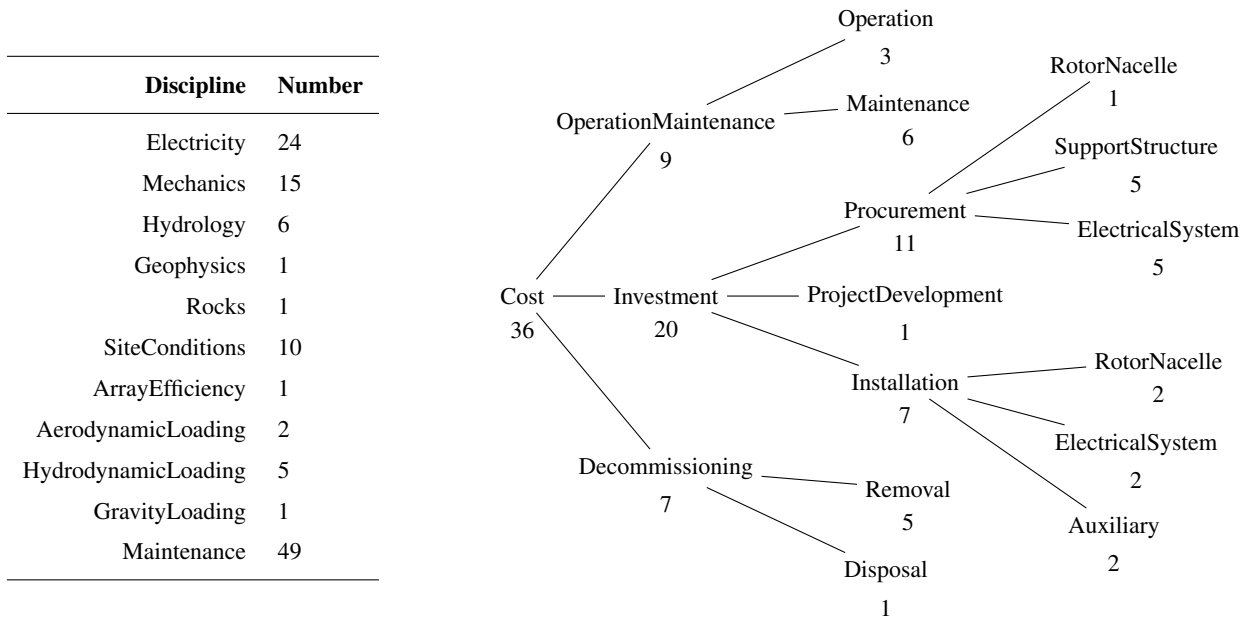 Discipline Number
Electricity 24
Mechanics 15
Hydrology 6
Geophysics 1
Rocks 1
SiteConditions 10
ArrayEfficiency 1
AerodynamicLoading 2
HydrodynamicLoading 5
GravityLoading 1
Maintenance 49
Cost
36
OperationMaintenance
9
Operation
3
Maintenance
6
Investment
20
Procurement
11
RotorNacelle
1
SupportStructure
5
ElectricalSystem
5
ProjectDevelopment
1
Installation
7
RotorNacelle
2
ElectricalSystem
2
Auxiliary
2
Decommissioning
7
Removal
5
Disposal
1